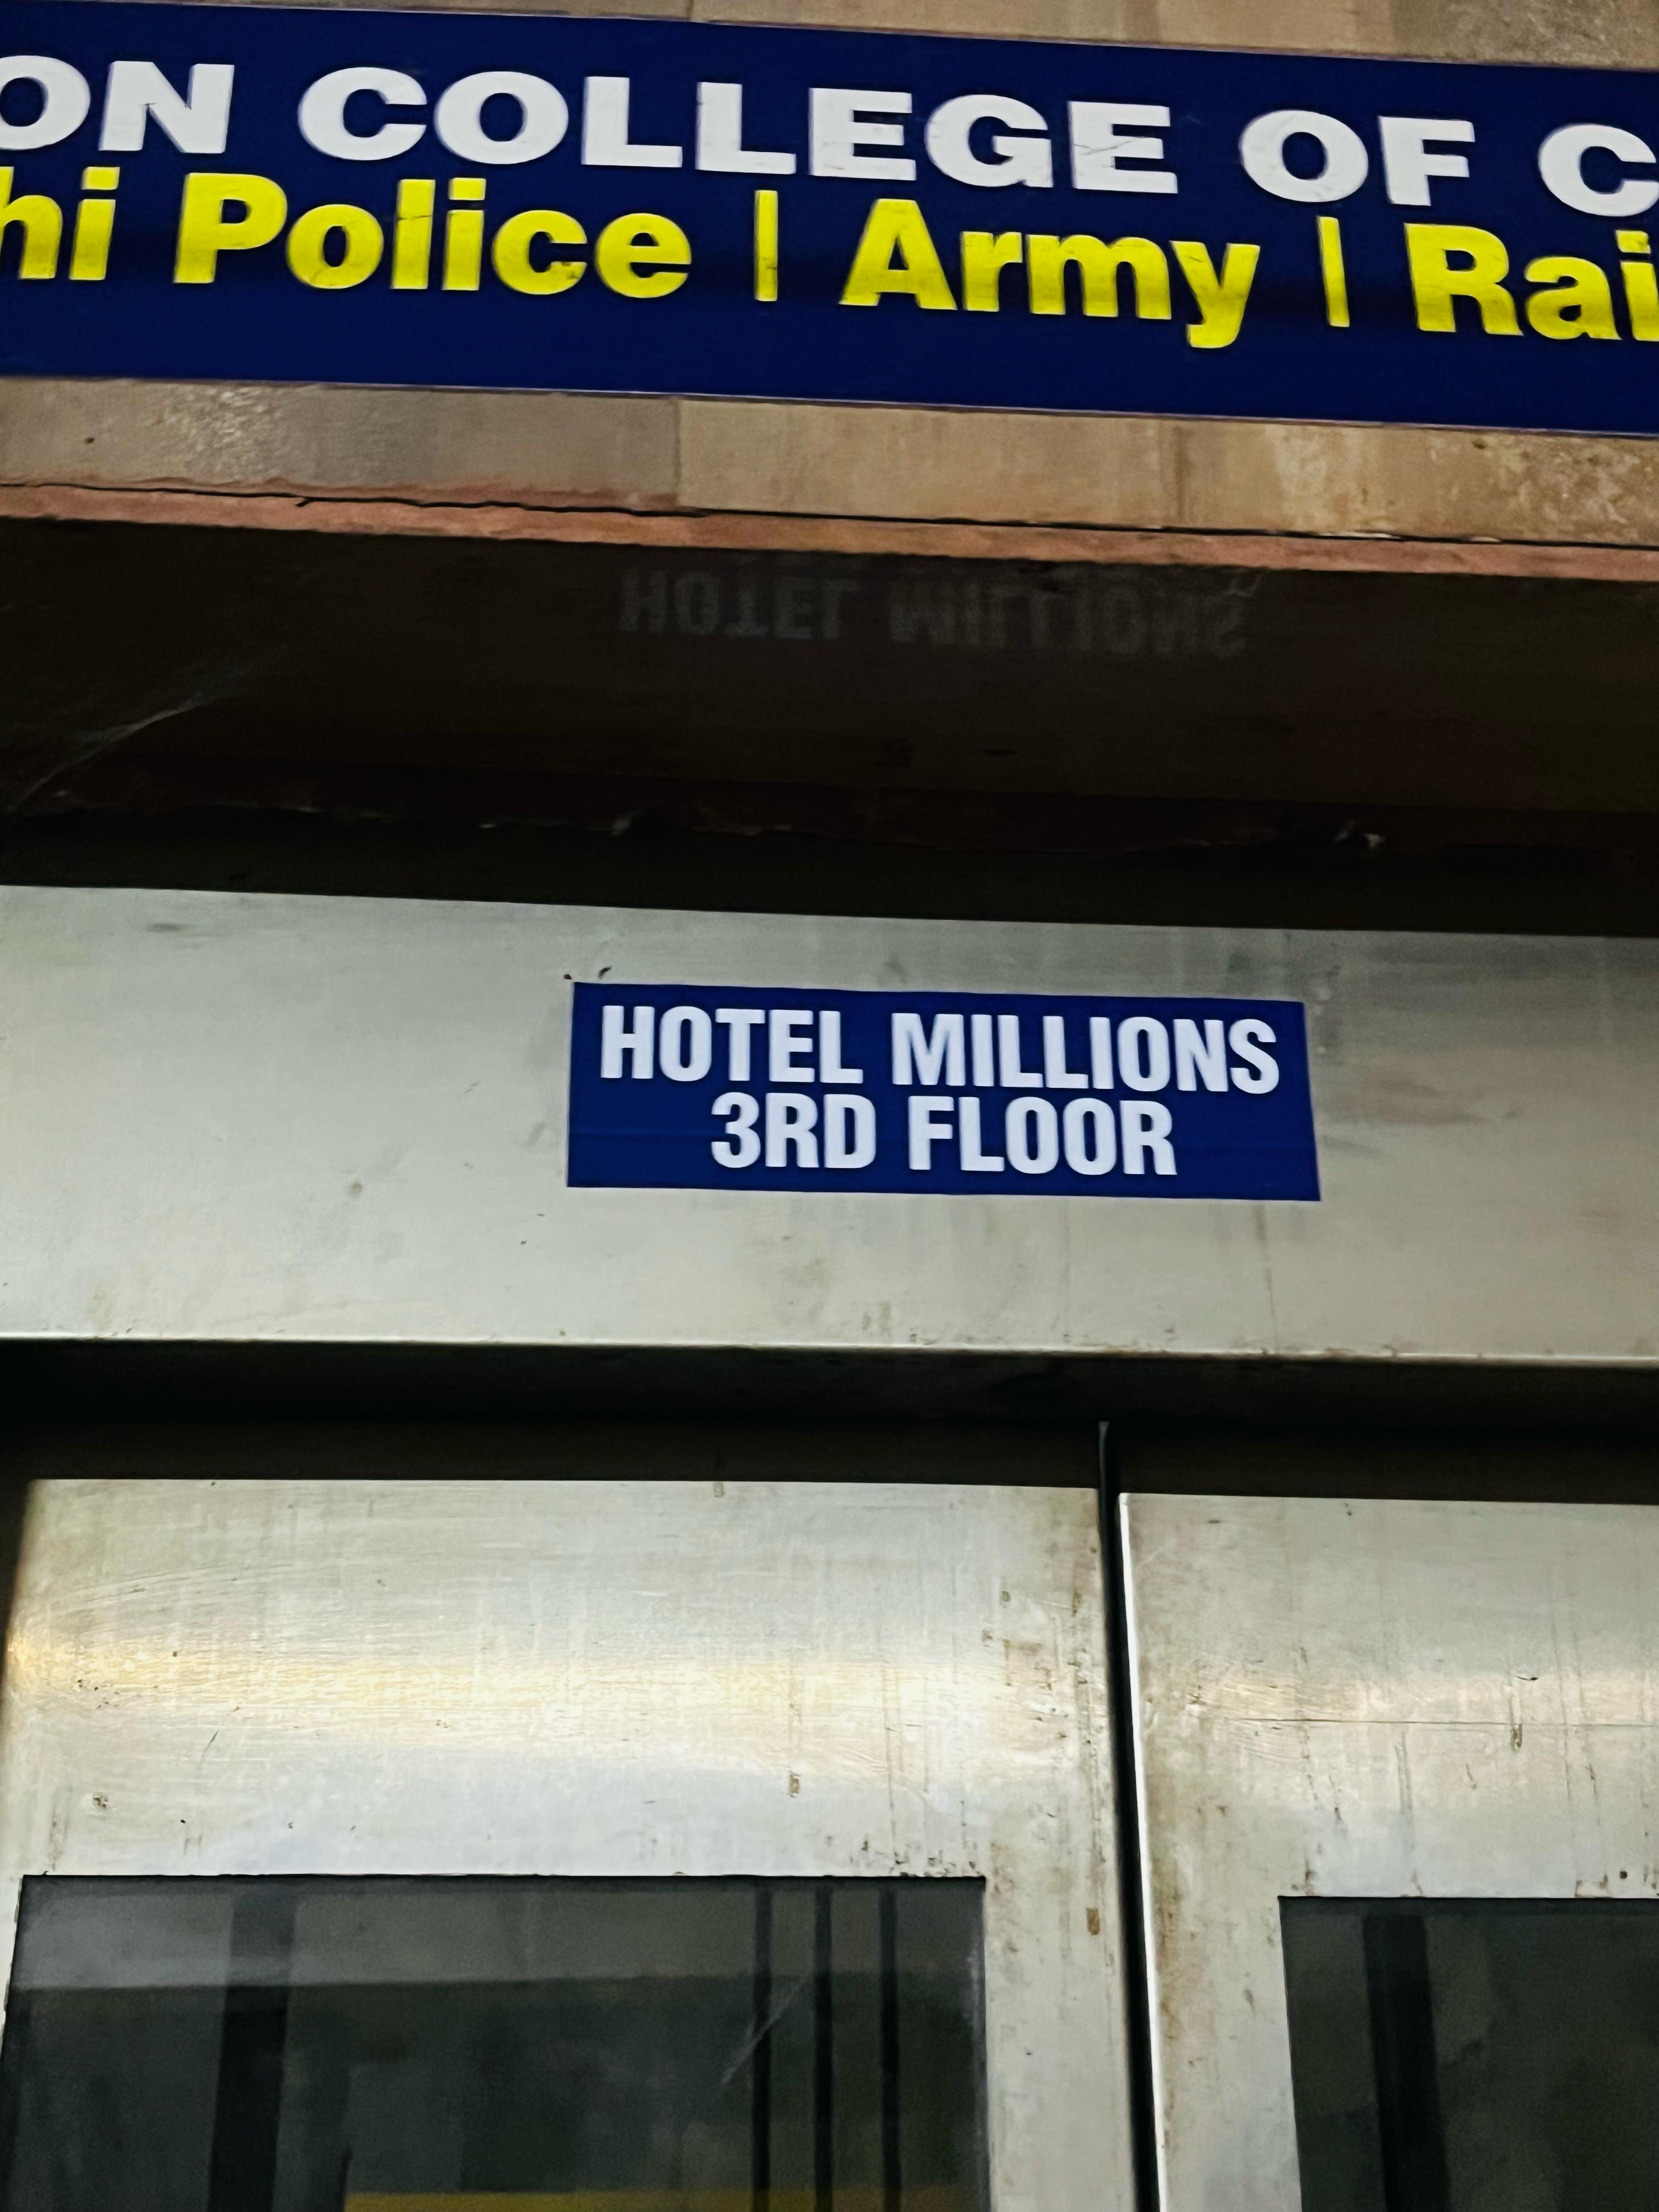 ON COLLEGE OF C
hi Police | Army | Rai
HOTEL MILLIONS
HOTEL MILLIONS
3RD FLOOR